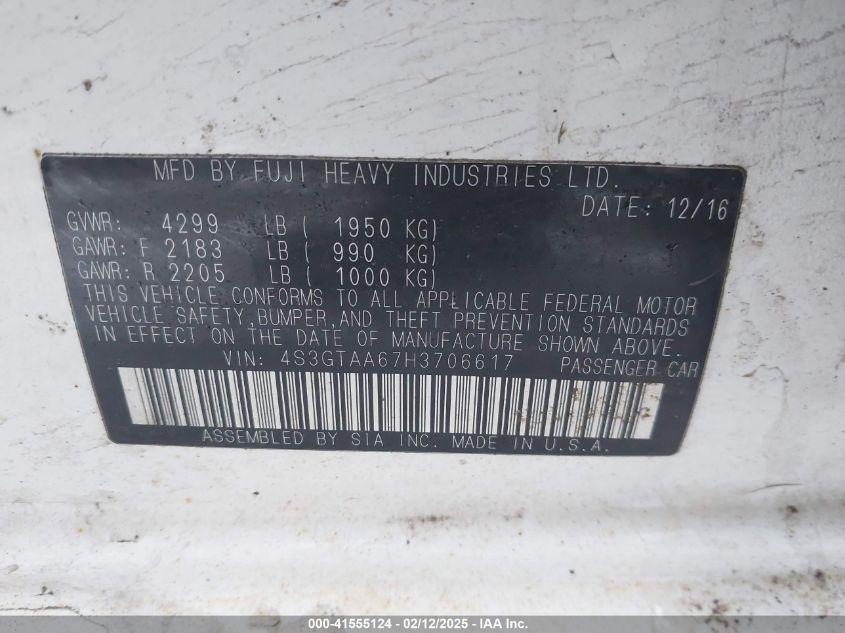 MFD BY FUJI HEAVY INDUSTRIES LTD.
DATE: 12/16
GVWR: 4299 LB ( 1950 KG)
GAWR: F 2183 LB ( 990 KG)
GAWR: R 2205 LB ( 1000 KG)
THIS VEHICLE CONFORMS TO ALL APPLICABLE FEDERAL MOTOR
VEHICLE SAFETY, BUMPER, AND THEFT PREVENTION STANDARDS
IN EFFECT ON THE DATE OF MANUFACTURE SHOWN ABOVE.
VIN: 4S3GTAA67H3706617 PASSENGER CAR
ASSEMBLED BY SIA INC. MADE IN U.S.A.
000-41555124 - 02/12/2025 - IAA Inc.